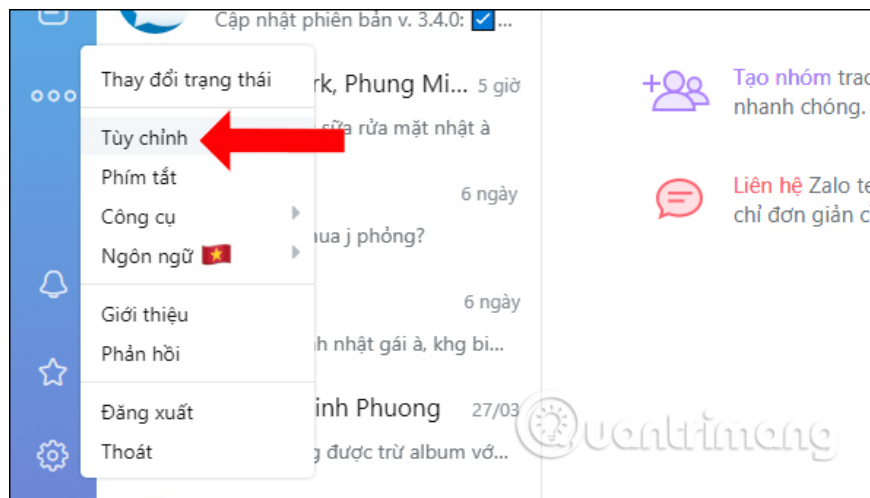 Cập nhật phiên bản v. 3.4.0: ✅...
Thay đổi trạng thái
rk, Phung Mi... 5 giờ
Tùy chỉnh
sữa rửa mặt nhật à
Phím tắt
6 ngày
Công cụ
Ngôn ngữ
j phỏng?
6 ngày
Giới thiệu
Phản hồi
nhật gái à, khg bi...
Đăng xuất
inh Phuong 27/03
Thoát
được trừ album vớ...
Tạo nhóm
nhanh chóng.
Liên hệ Zalo
chỉ đơn giản
Quantrimang